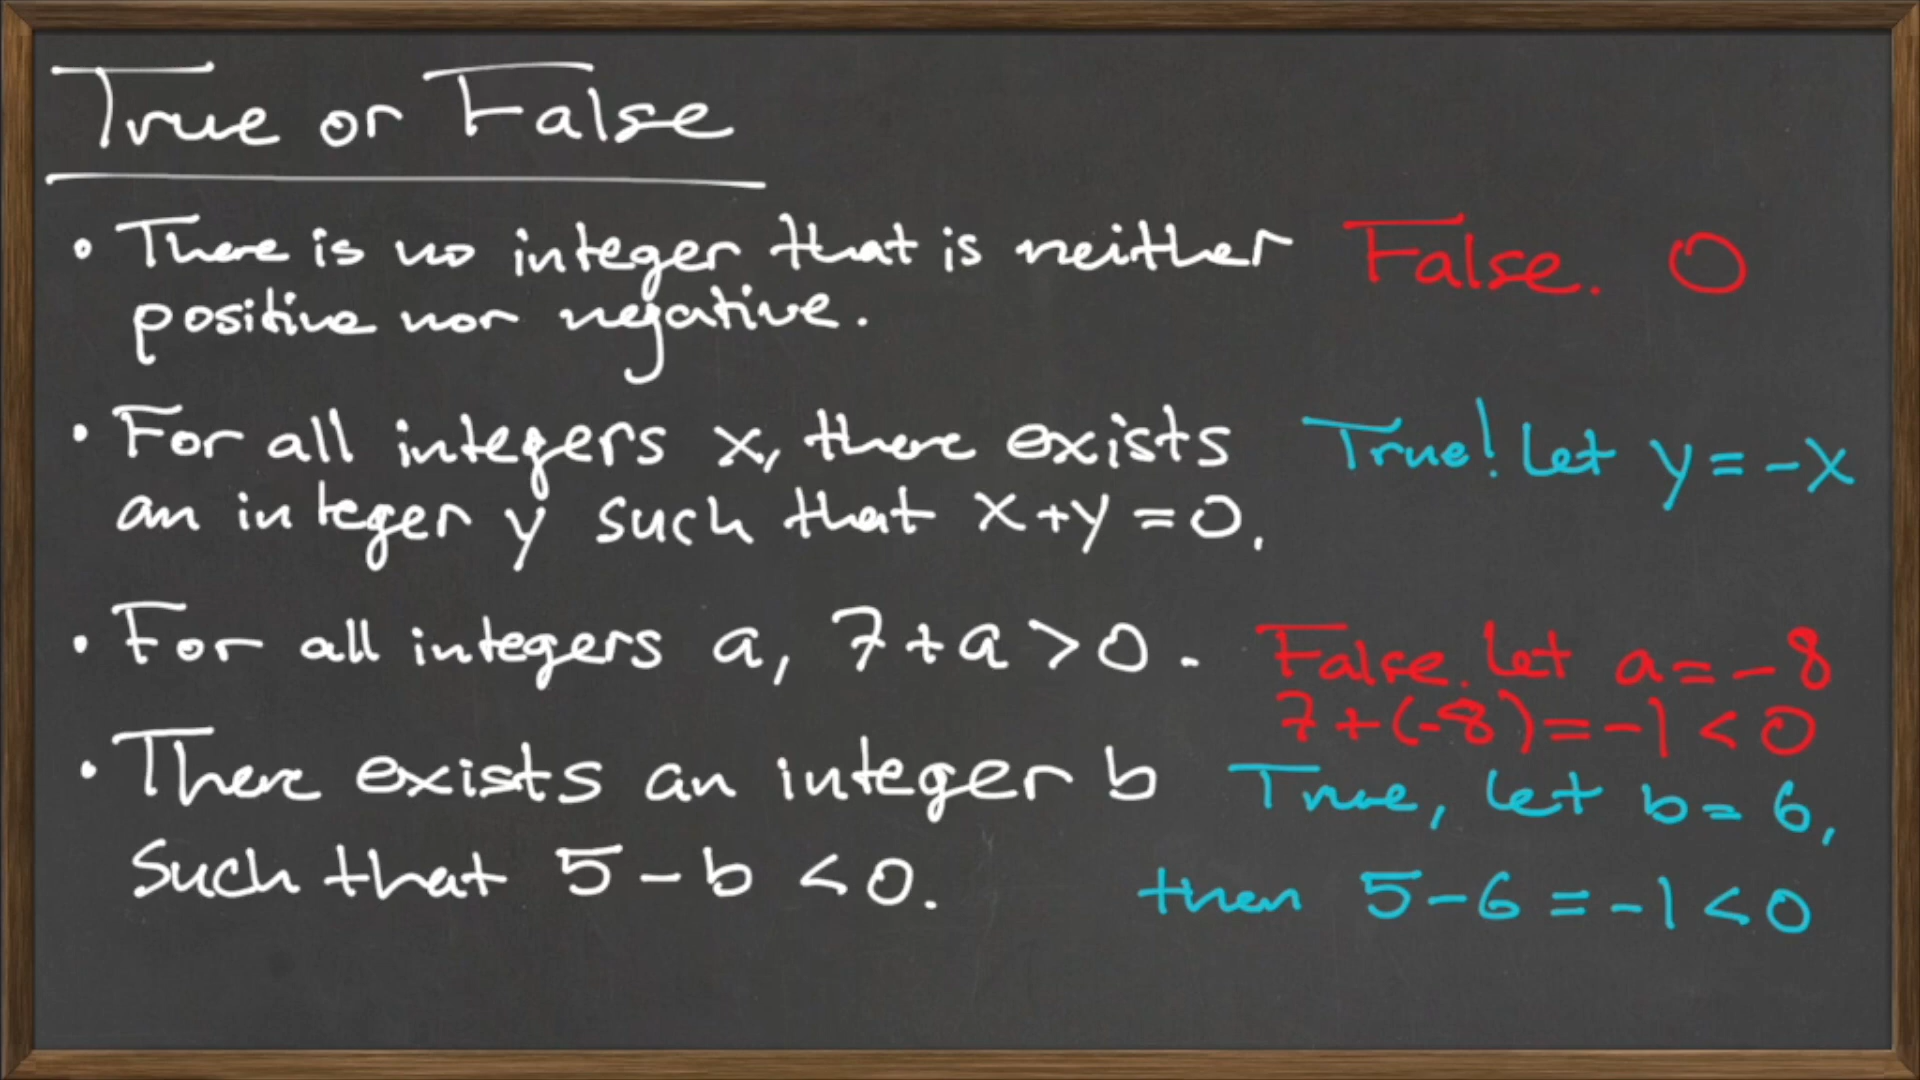 True or False
• There is no integer that is neither False. 0
positive nor negative.
• For all integers x, there exists True! Let y = -x
an integer y such that x+y = 0.
• For all integers a, 7+a > 0. False. Let a = -8
7+(-8) = -1 < 0
• There exists an integer b True, let b = 6,
Such that 5 - b < 0. then 5-6 = -1 < 0